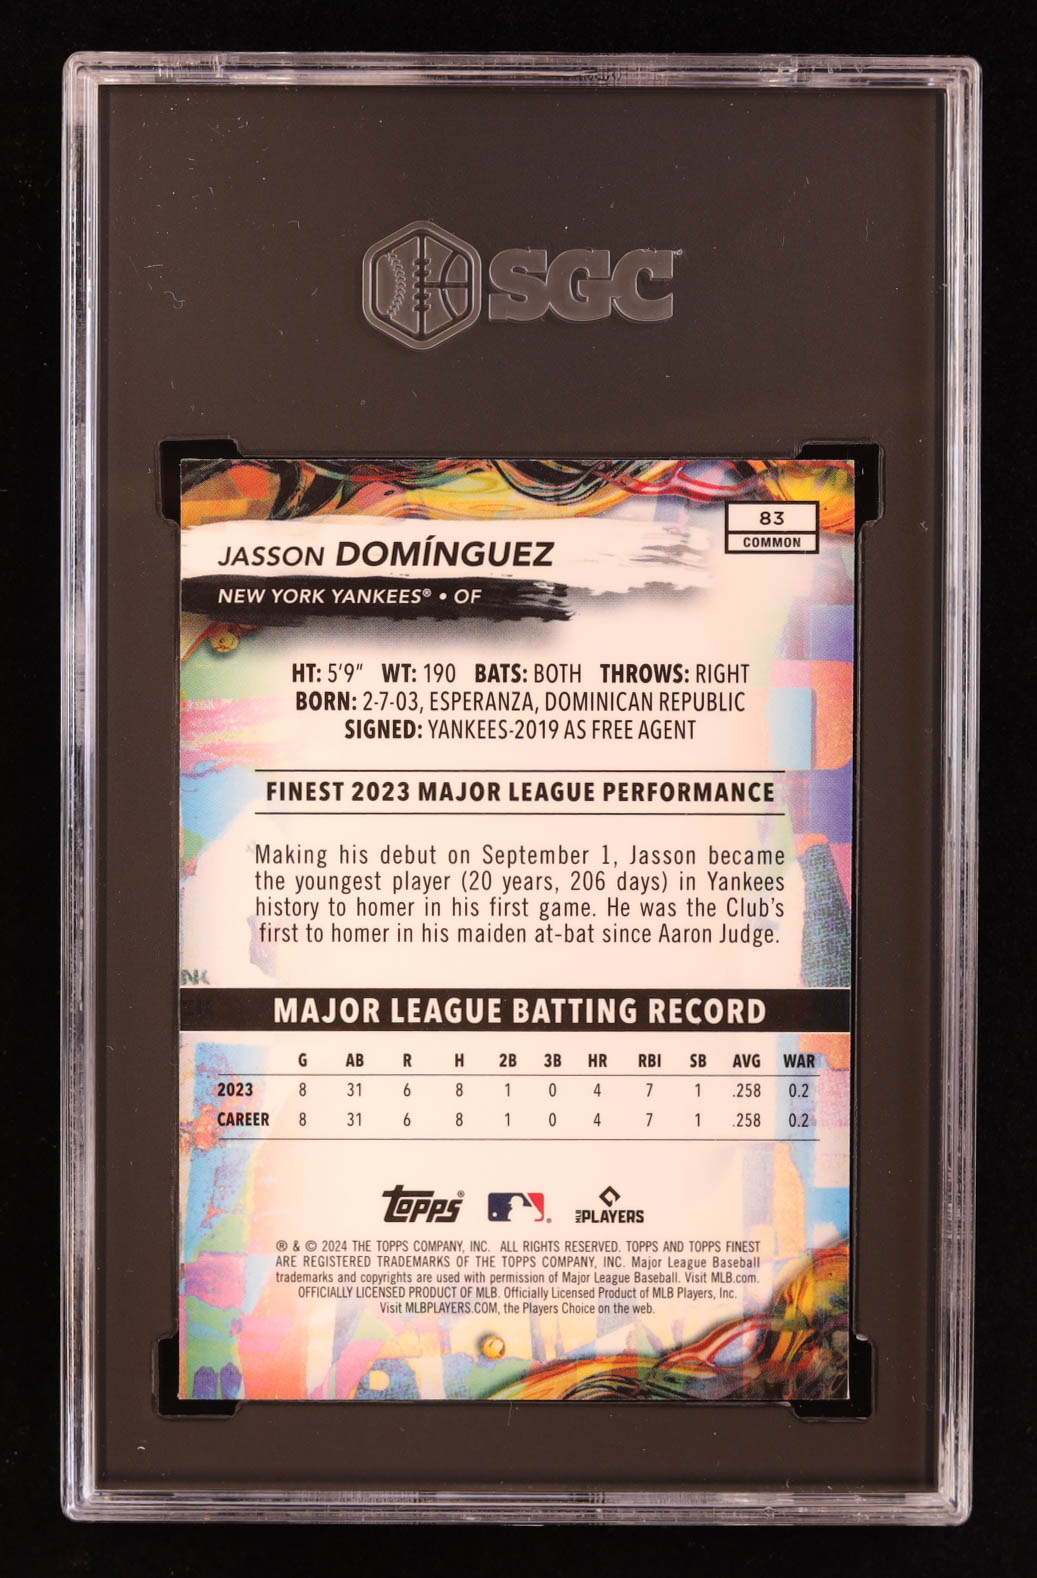 SGC
83
COMMON
JASSON DOMÍNGUEZ
NEW YORK YANKEES® • OF
HT: 5'9" WT: 190 BATS: BOTH THROWS: RIGHT
BORN: 2-7-03, ESPERANZA, DOMINICAN REPUBLIC
SIGNED: YANKEES-2019 AS FREE AGENT
FINEST 2023 MAJOR LEAGUE PERFORMANCE
Making his debut on September 1, Jasson became
the youngest player (20 years, 206 days) in Yankees
history to homer in his first game. He was the Club's
first to homer in his maiden at-bat since Aaron Judge.
MAJOR LEAGUE BATTING RECORD
G AB R H 2B 3B HR RBI SB AVG WAR
2023 8 31 6 8 1 0 4 7 1 .258 0.2
CAREER 8 31 6 8 1 0 4 7 1 .258 0.2
topps® ® MLB PLAYERS
® & © 2024 THE TOPPS COMPANY, INC. ALL RIGHTS RESERVED. TOPPS AND TOPPS FINEST
ARE REGISTERED TRADEMARKS OF THE TOPPS COMPANY, INC. Major League Baseball
trademarks and copyrights are used with permission of Major League Baseball. Visit MLB.com.
OFFICIALLY LICENSED PRODUCT OF MLB. Officially Licensed Product of MLB Players, Inc.
Visit MLBPLAYERS.COM, the Players Choice on the web.